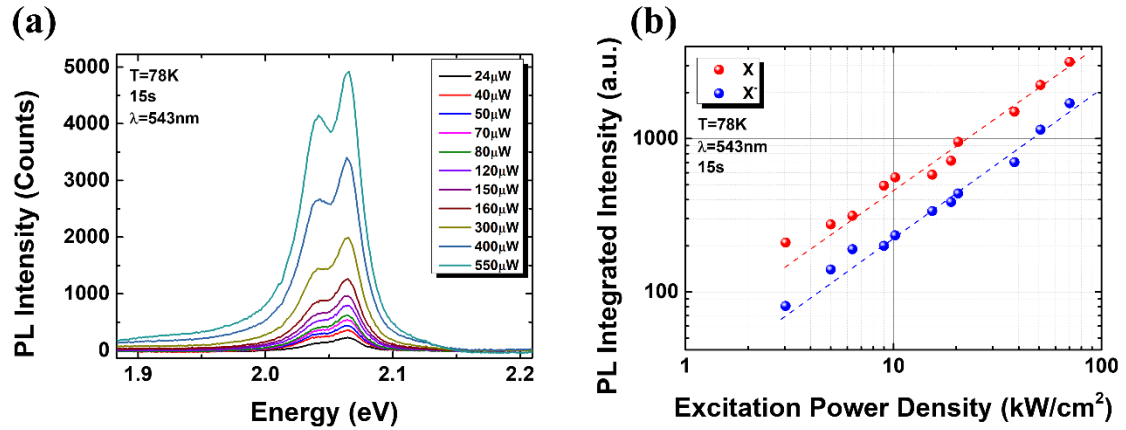 (a)
PL Intensity (Counts)
5000
4000
3000
2000
1000
0
T=78K
15s
λ=543nm
24μW
40μW
50μW
70μW
80μW
120μW
150μW
160μW
300μW
400μW
550μW
1.9 2.0 2.1 2.2
Energy (eV)
(b)
PL Integrated Intensity (a.u.)
1000
100
X
X⁻
T=78K
λ=543nm
15s
1 10 100
Excitation Power Density (kW/cm²)